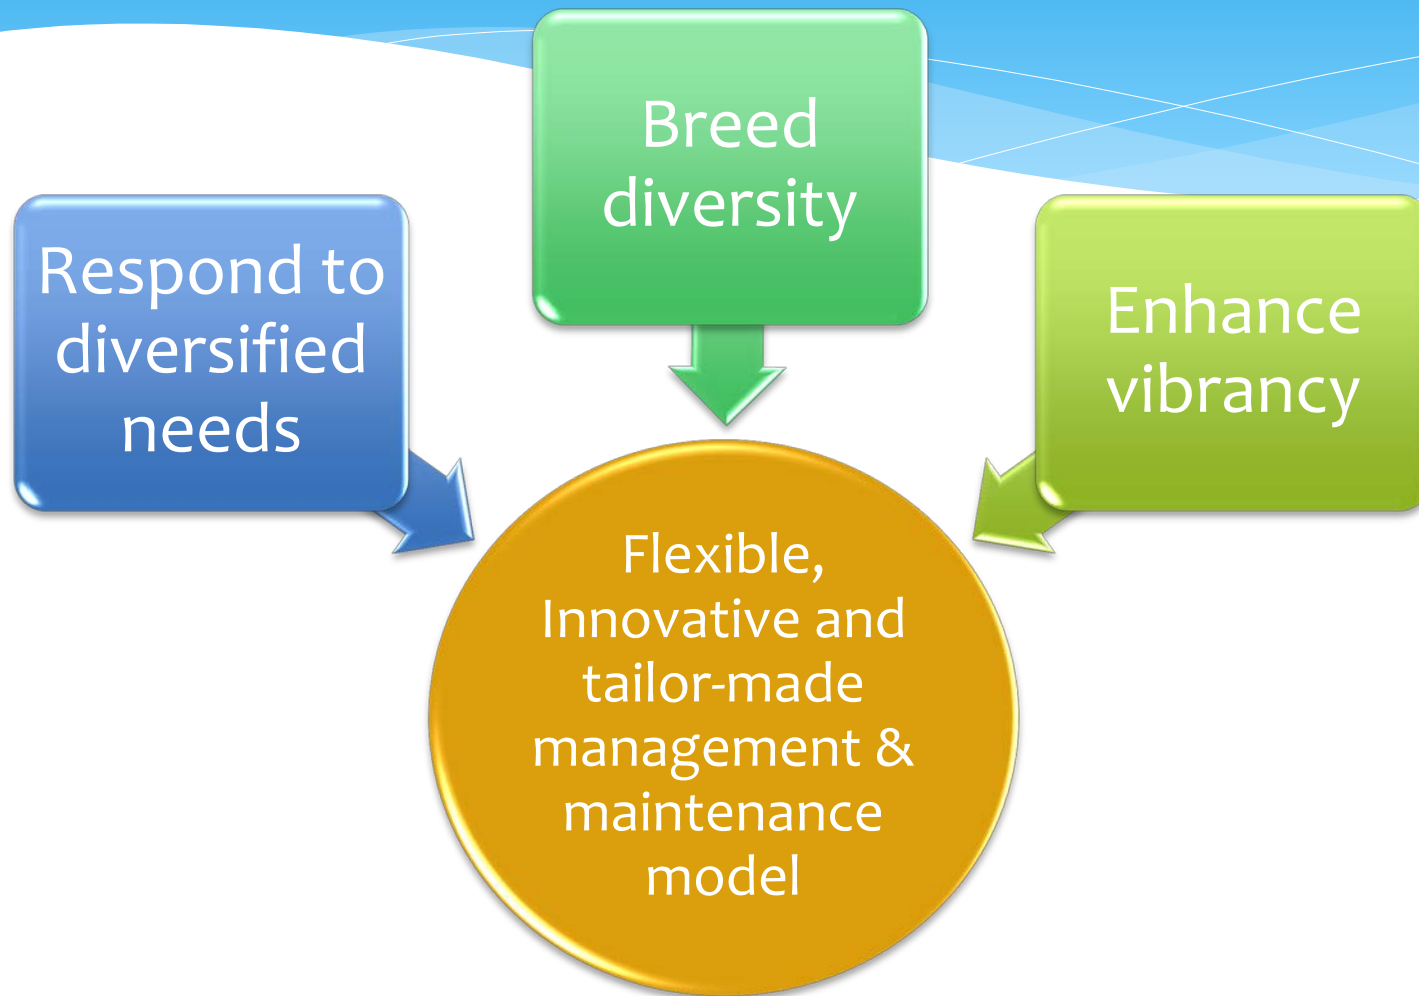 Breed
diversity
Respond to
diversified
needs
Enhance
vibrancy
Flexible,
Innovative and
tailor-made
management &
maintenance
model